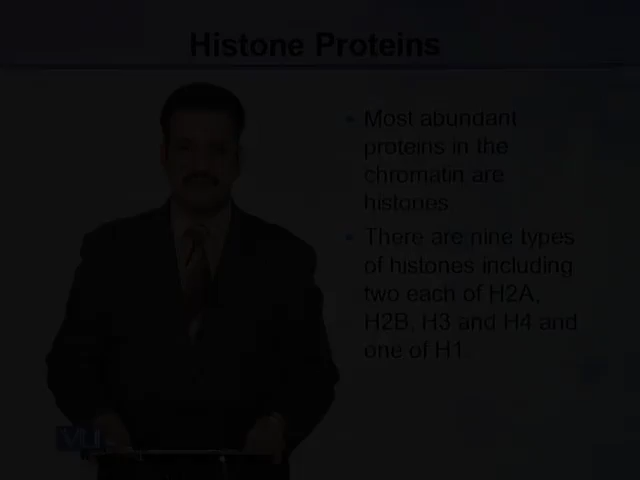 Histone Proteins
• Most abundant
proteins in the
chromatin are
histones
• There are nine types
of histones including
two each of H2A,
H2B, H3 and H4 and
one of H1.
VU